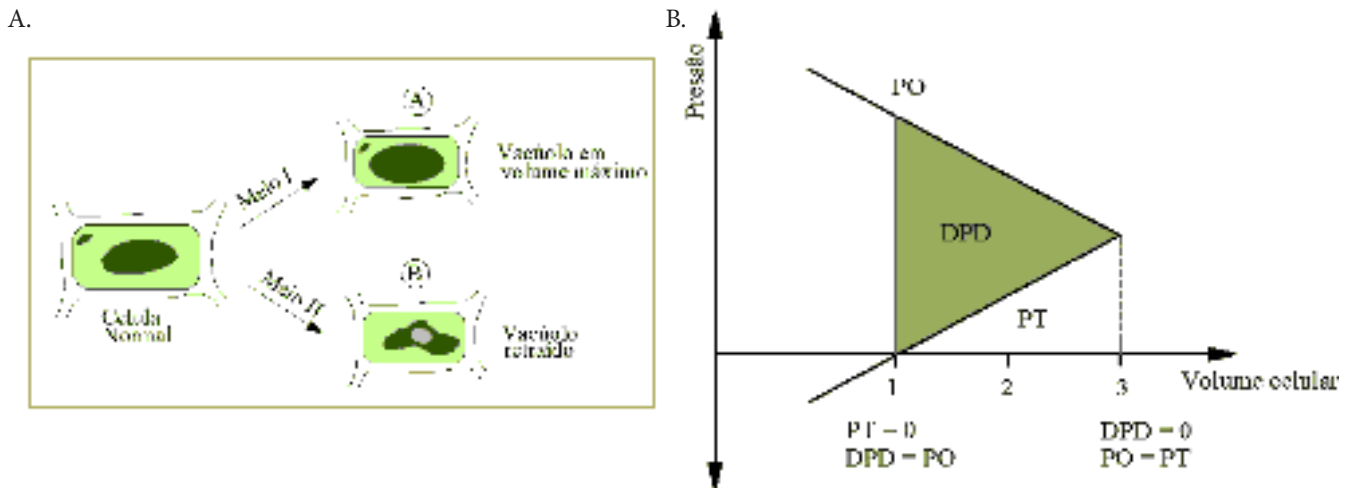 A.
B.
Meio I
A
Vacúolo em
volume máximo
Célula
Normal
Meio II
B
Vacúolo
retraído
Pressão
PO
DPD
PT
1
2
3
Volume celular
PT = 0
DPD = PO
DPD = 0
PO = PT